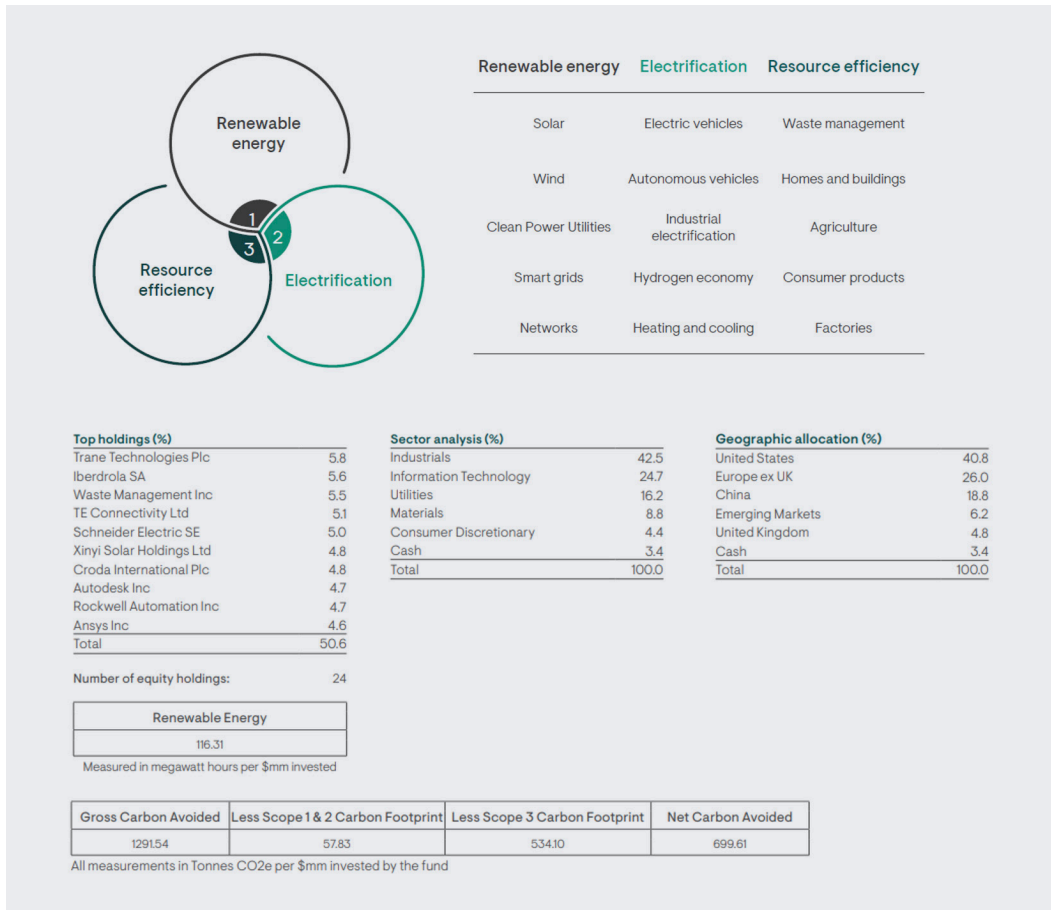 Renewable
energy
1
2
3
Resource
efficiency
Electrification
Renewable energy Electrification Resource efficiency
Solar Electric vehicles Waste management
Wind Autonomous vehicles Homes and buildings
Clean Power Utilities Industrial electrification Agriculture
Smart grids Hydrogen economy Consumer products
Networks Heating and cooling Factories
Top holdings (%)
Trane Technologies Plc 5.8
Iberdrola SA 5.6
Waste Management Inc 5.5
TE Connectivity Ltd 5.1
Schneider Electric SE 5.0
Xinyi Solar Holdings Ltd 4.8
Croda International Plc 4.8
Autodesk Inc 4.7
Rockwell Automation Inc 4.7
Ansys Inc 4.6
Total 50.6
Number of equity holdings: 24
Sector analysis (%)
Industrials 42.5
Information Technology 24.7
Utilities 16.2
Materials 8.8
Consumer Discretionary 4.4
Cash 3.4
Total 100.0
Geographic allocation (%)
United States 40.8
Europe ex UK 26.0
China 18.8
Emerging Markets 6.2
United Kingdom 4.8
Cash 3.4
Total 100.0
Renewable Energy
116.31
Measured in megawatt hours per $mm invested
Gross Carbon Avoided Less Scope 1 & 2 Carbon Footprint Less Scope 3 Carbon Footprint Net Carbon Avoided
1291.54 57.83 534.10 699.61
All measurements in Tonnes CO2e per $mm invested by the fund